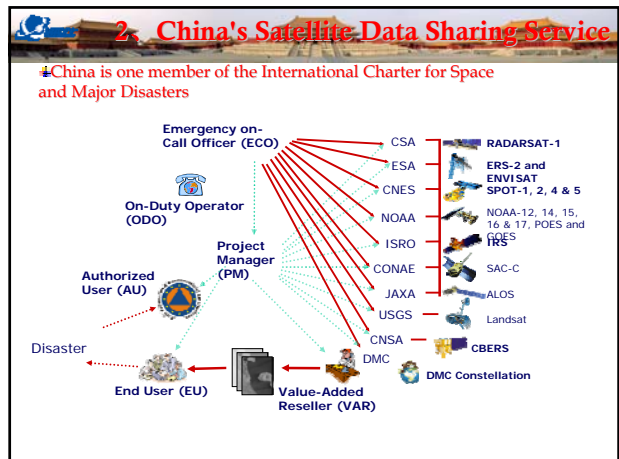 2、China's Satellite Data Sharing Service
China is one member of the International Charter for Space
and Major Disasters
Emergency on-
Call Officer (ECO)
On-Duty Operator
(ODO)
Project
Manager
(PM)
Authorized
User (AU)
Disaster
End User (EU)
Value-Added
Reseller (VAR)
CSA
ESA
CNES
NOAA
ISRO
CONAE
JAXA
USGS
CNSA
DMC
RADARSAT-1
ERS-2 and
ENVISAT
SPOT-1, 2, 4 & 5
NOAA-12, 14, 15,
16 & 17, POES and
GOES
IRS
SAC-C
ALOS
Landsat
CBERS
DMC Constellation